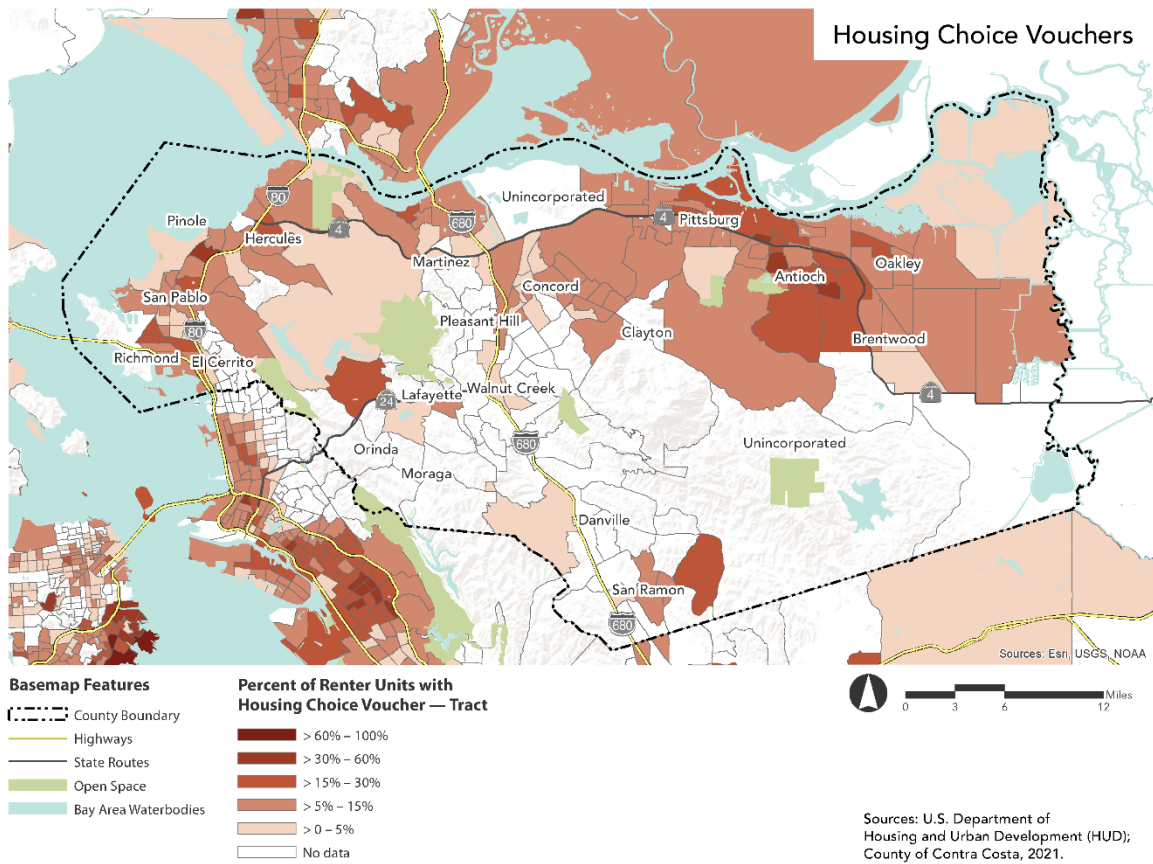 Housing Choice Vouchers
Unincorporated
80
4
Pittsburg
Pinole
680
Hercules
4
Martinez
Antioch
Oakley
Concord
San Pablo
Pleasant Hill
80
Clayton
Brentwood
Richmond
El Cerrito
Walnut Creek
Lafayette
24
4
Orinda
680
Unincorporated
Moraga
Danville
San Ramon
680
Sources: Esri, USGS, NOAA
Basemap Features
County Boundary
Highways
State Routes
Open Space
Bay Area Waterbodies
Percent of Renter Units with
Housing Choice Voucher — Tract
> 60% – 100%
> 30% – 60%
> 15% – 30%
> 5% – 15%
> 0 – 5%
No data
Miles
0 3 6 12
Sources: U.S. Department of
Housing and Urban Development (HUD);
County of Contra Costa, 2021.